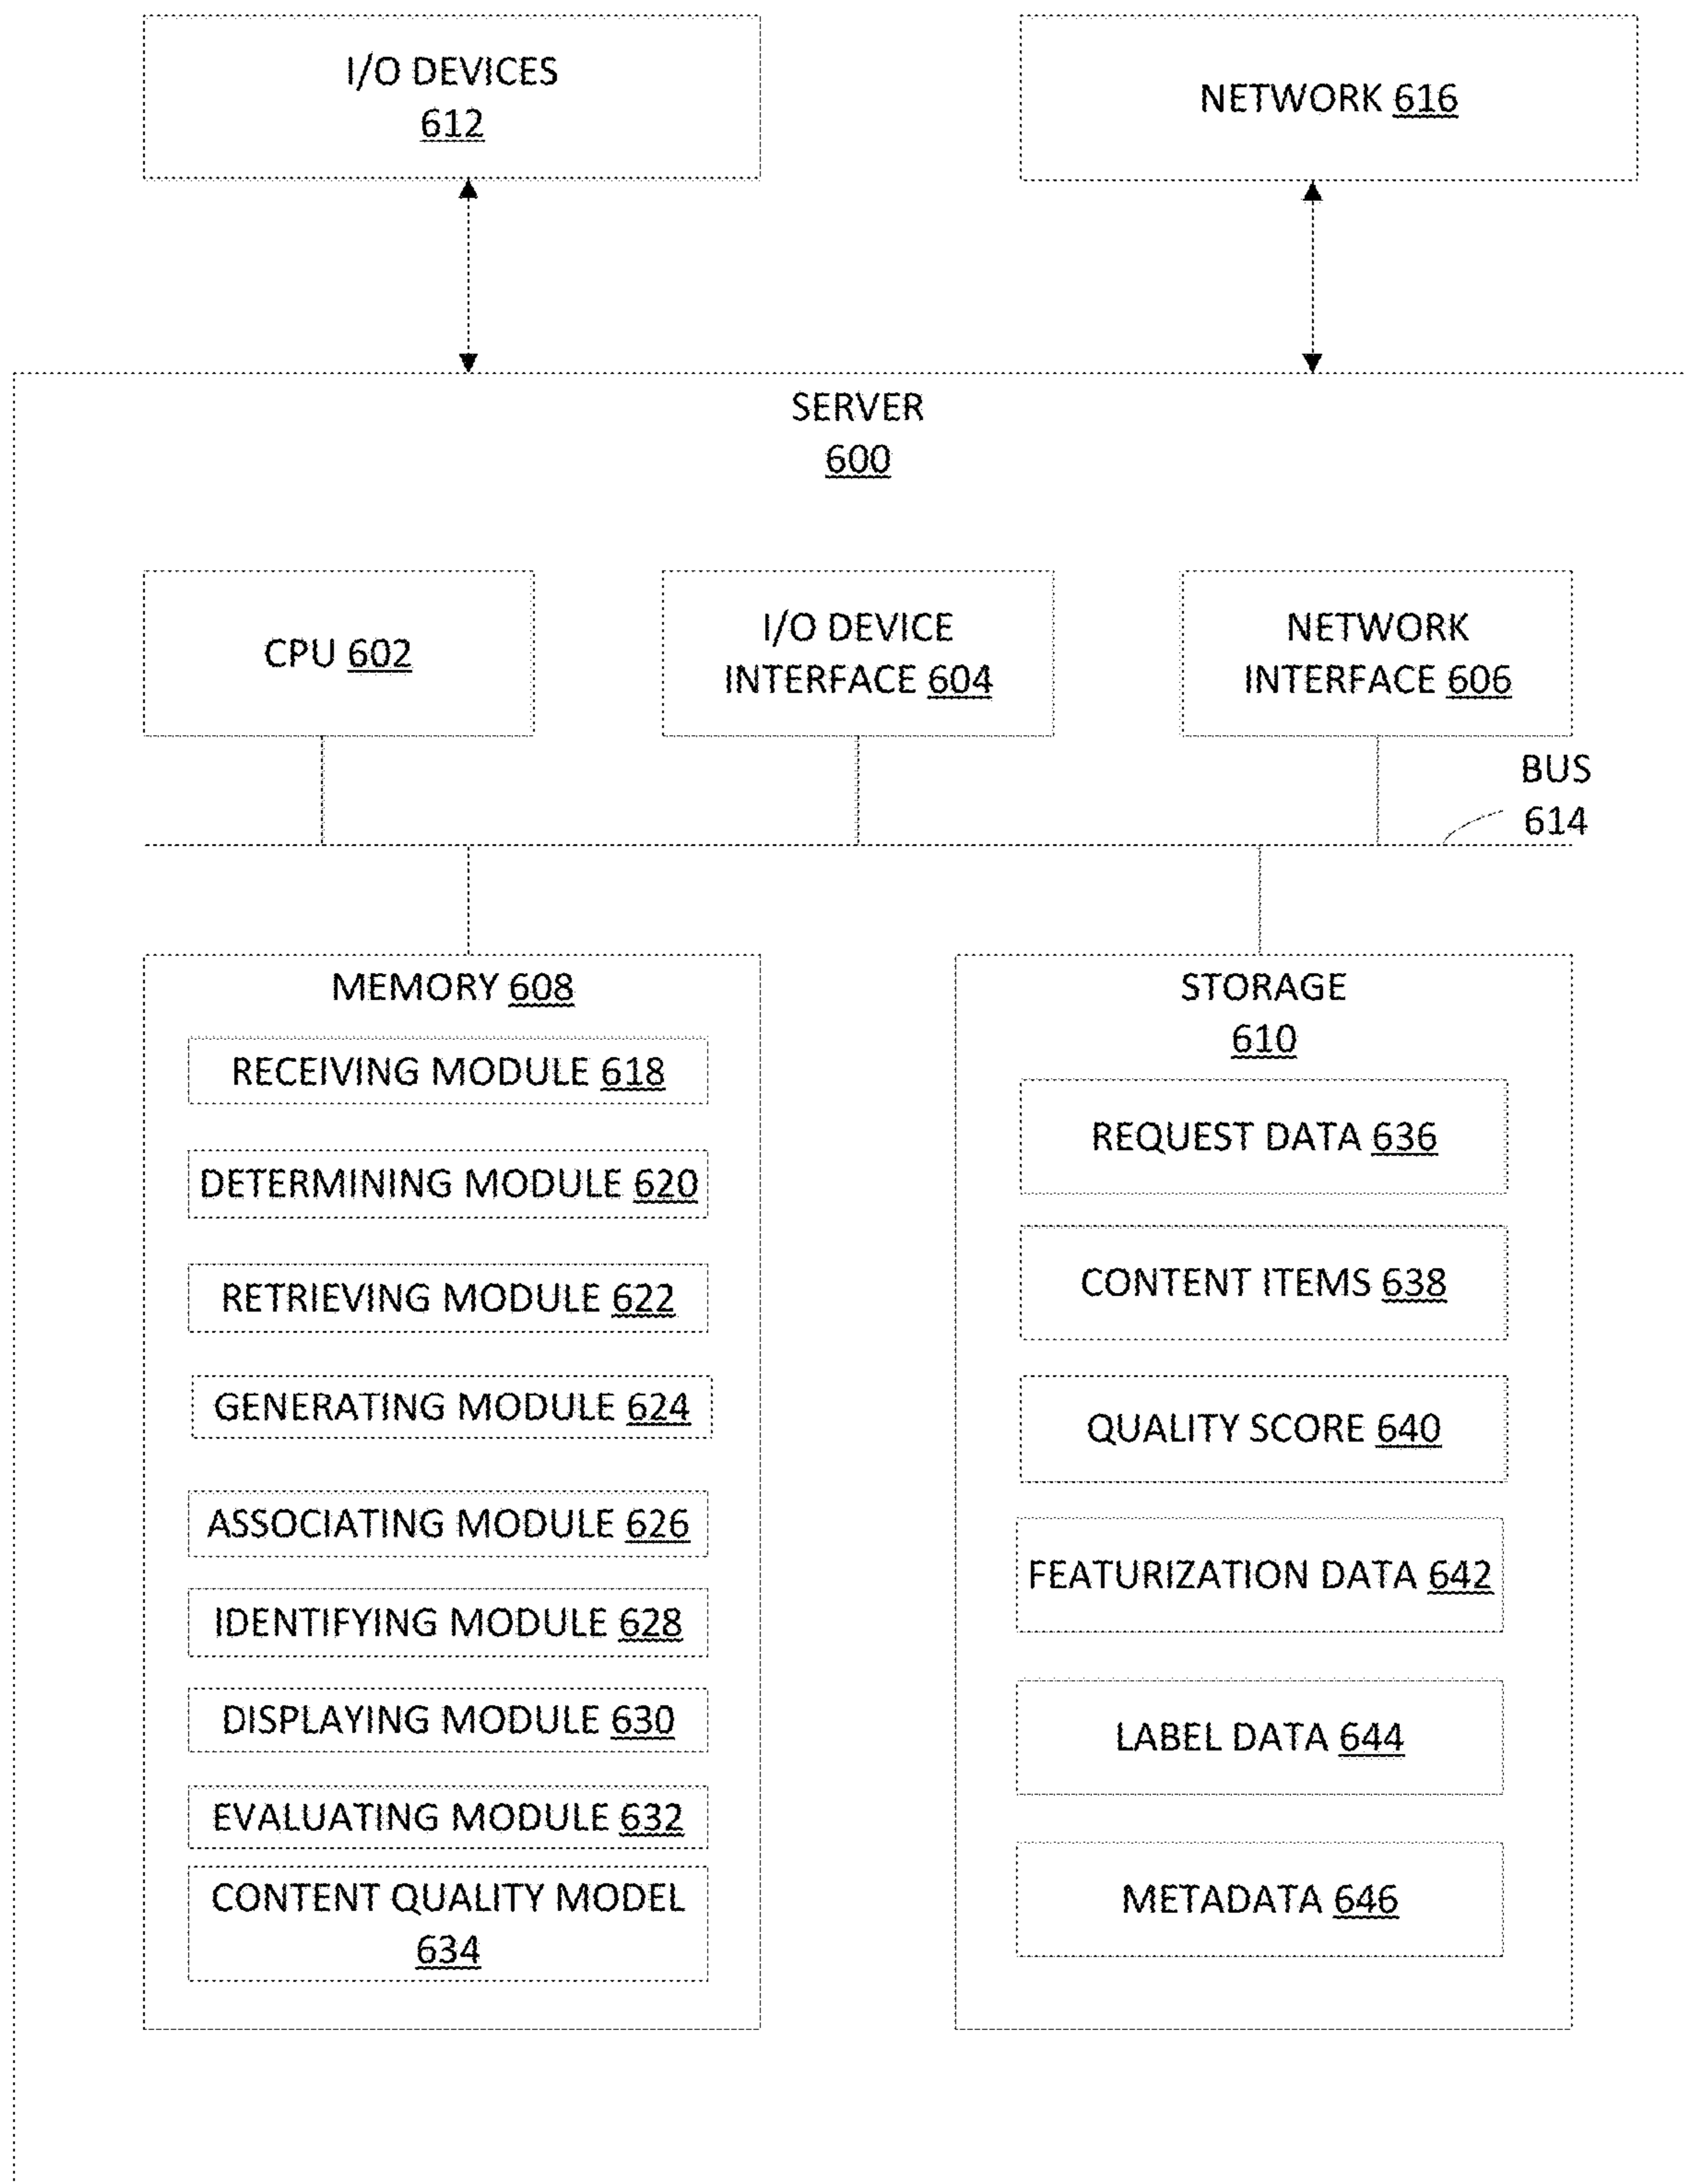 I/O DEVICES
612
NETWORK 616
SERVER
600
CPU 602
I/O DEVICE
INTERFACE 604
NETWORK
INTERFACE 606
BUS
614
MEMORY 608
RECEIVING MODULE 618
DETERMINING MODULE 620
RETRIEVING MODULE 622
GENERATING MODULE 624
ASSOCIATING MODULE 626
IDENTIFYING MODULE 628
DISPLAYING MODULE 630
EVALUATING MODULE 632
CONTENT QUALITY MODEL
634
STORAGE
610
REQUEST DATA 636
CONTENT ITEMS 638
QUALITY SCORE 640
FEATURIZATION DATA 642
LABEL DATA 644
METADATA 646